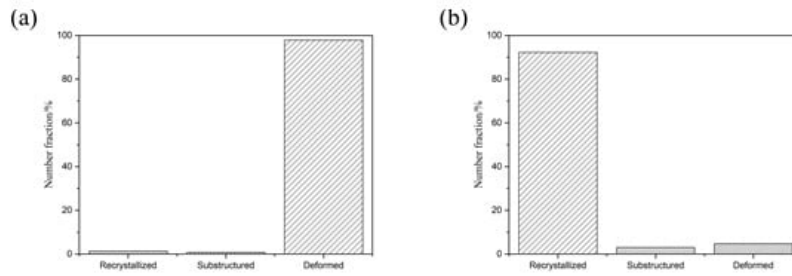 (a)
100
80
60
40
20
0
Number fraction/%
Recrystallized Substructured Deformed
(b)
100
80
60
40
20
0
Number fraction/%
Recrystallized Substructured Deformed